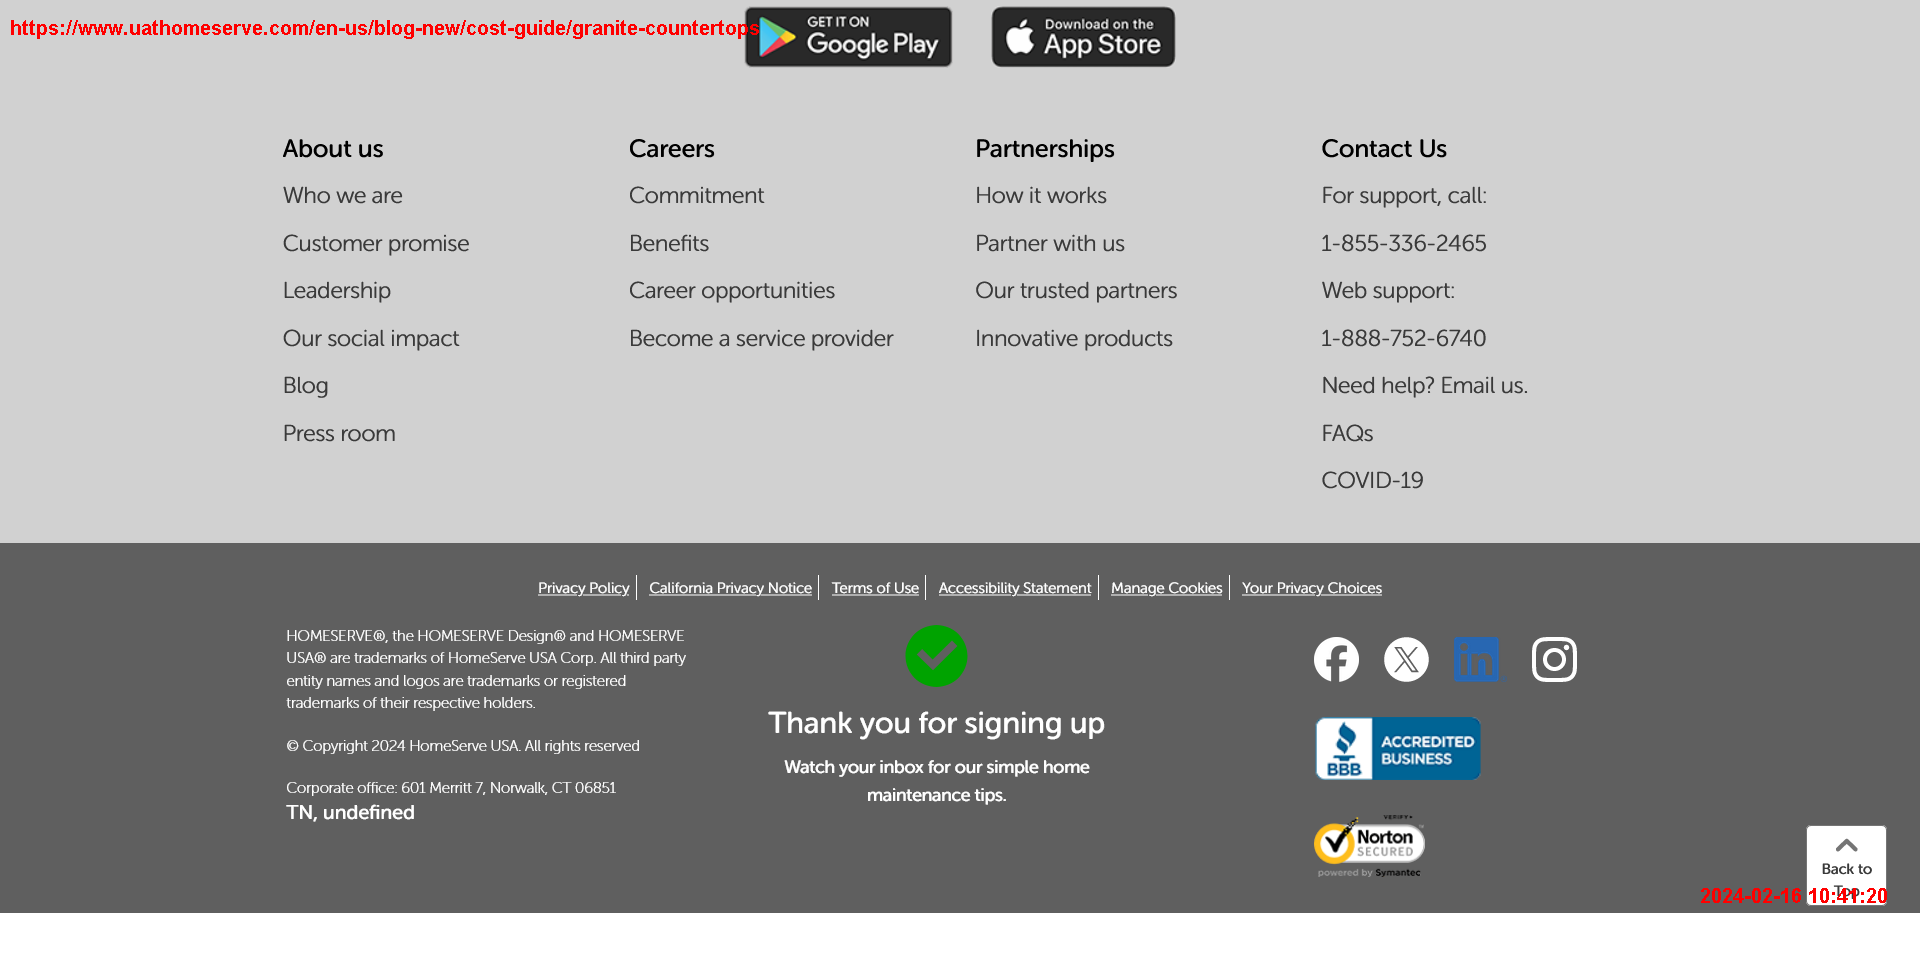 https://www.uathomeserve.com/en-us/blog-new/cost-guide/granite-countertops
GET IT ON
Google Play
Download on the
App Store
About us
Who we are
Customer promise
Leadership
Our social impact
Blog
Press room
Careers
Commitment
Benefits
Career opportunities
Become a service provider
Partnerships
How it works
Partner with us
Our trusted partners
Innovative products
Contact Us
For support, call:
1-855-336-2465
Web support:
1-888-752-6740
Need help? Email us.
FAQs
COVID-19
Privacy Policy
California Privacy Notice
Terms of Use
Accessibility Statement
Manage Cookies
Your Privacy Choices
HOMESERVE®, the HOMESERVE Design® and HOMESERVE
USA® are trademarks of HomeServe USA Corp. All third party
entity names and logos are trademarks or registered
trademarks of their respective holders.
© Copyright 2024 HomeServe USA. All rights reserved
Corporate office: 601 Merritt 7, Norwalk, CT 06851
TN, undefined
Thank you for signing up
Watch your inbox for our simple home
maintenance tips.
in
BBB
ACCREDITED
BUSINESS
VERIFY
Norton
SECURED
powered by Symantec
Back to
Top
2024-02-16 10:41:20